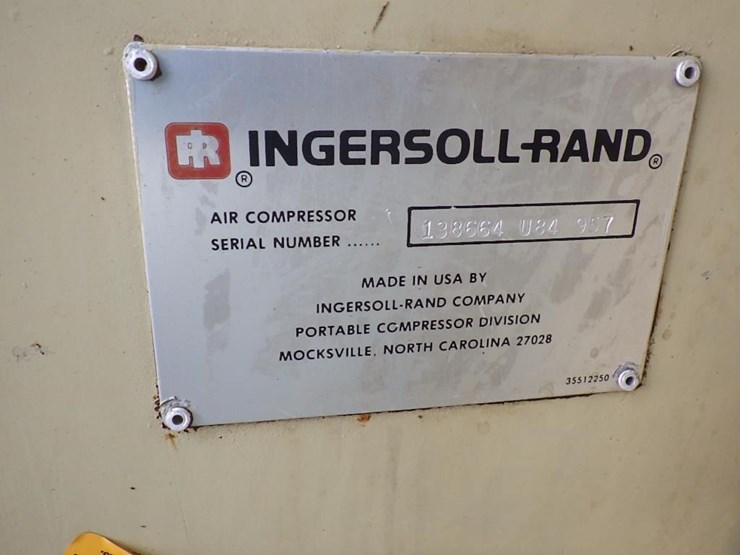 IR ® INGERSOLL-RAND®
AIR COMPRESSOR
SERIAL NUMBER ...... 138664 U84 957
MADE IN USA BY
INGERSOLL-RAND COMPANY
PORTABLE COMPRESSOR DIVISION
MOCKSVILLE, NORTH CAROLINA 27028
35512250